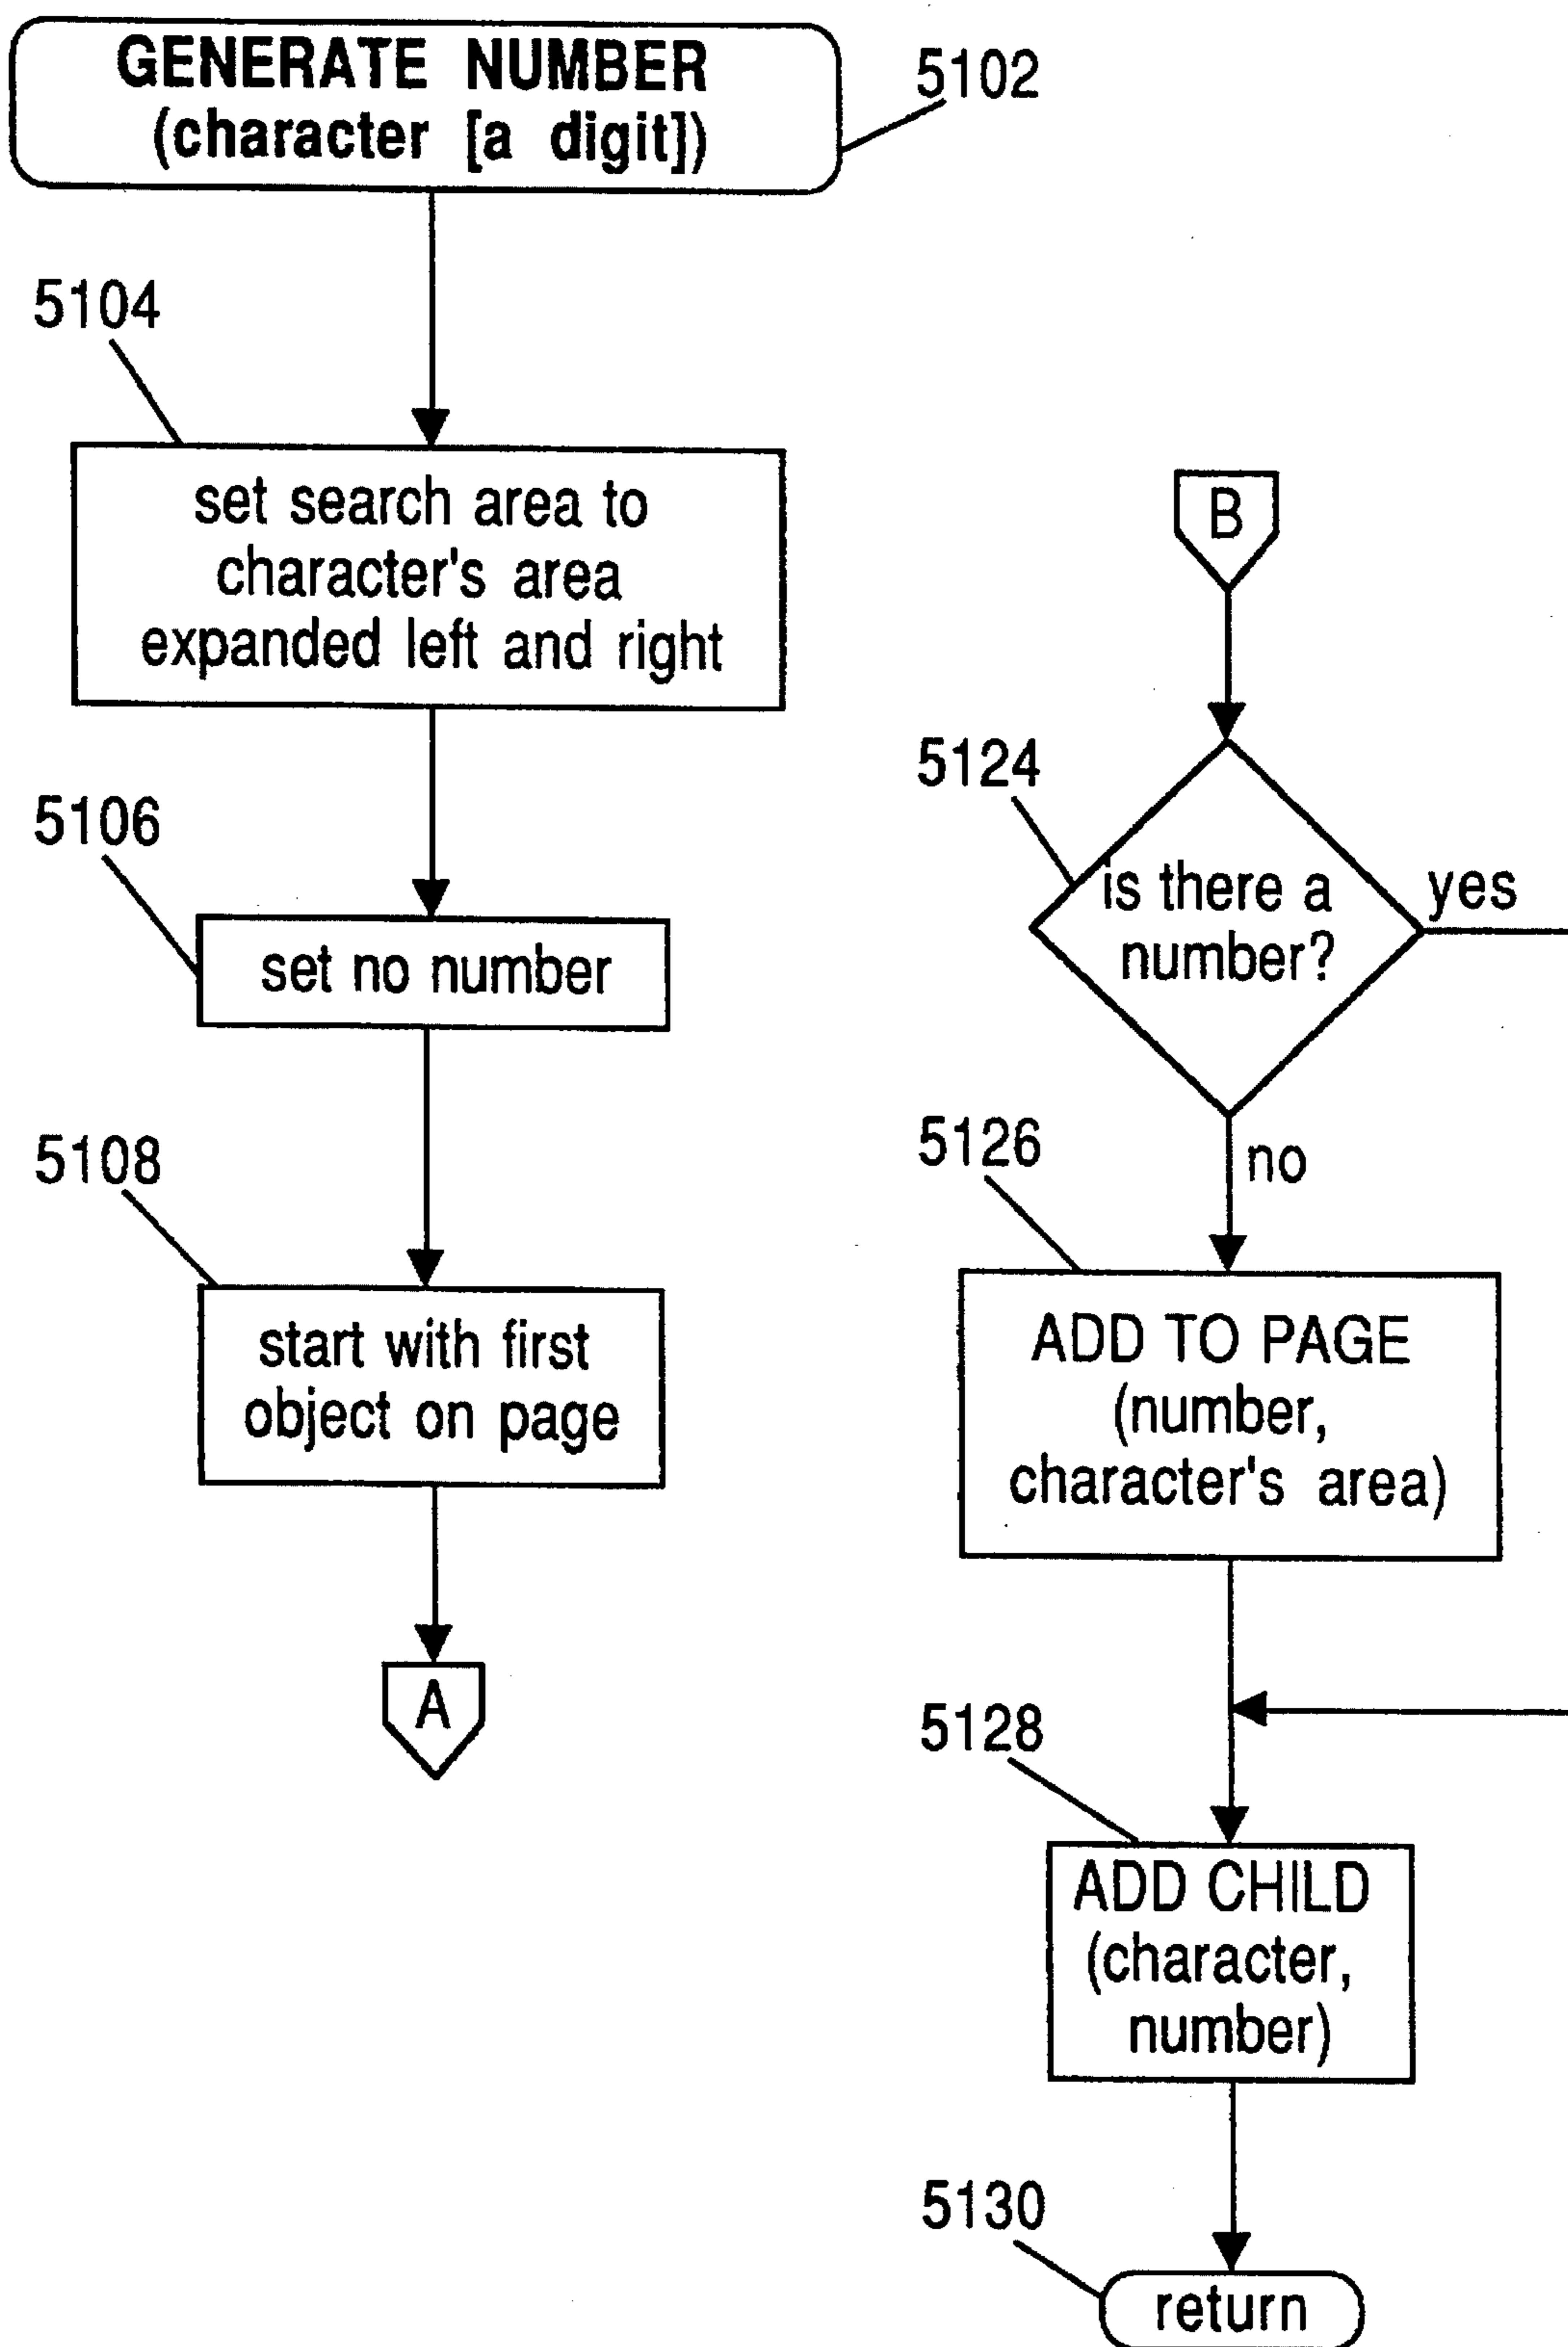 GENERATE NUMBER
(character [a digit])
5102
5104
set search area to
character's area
expanded left and right
5106
set no number
5108
start with first
object on page
A
B
5124
is there a
number?
yes
no
5126
ADD TO PAGE
(number,
character's area)
5128
ADD CHILD
(character,
number)
5130
return